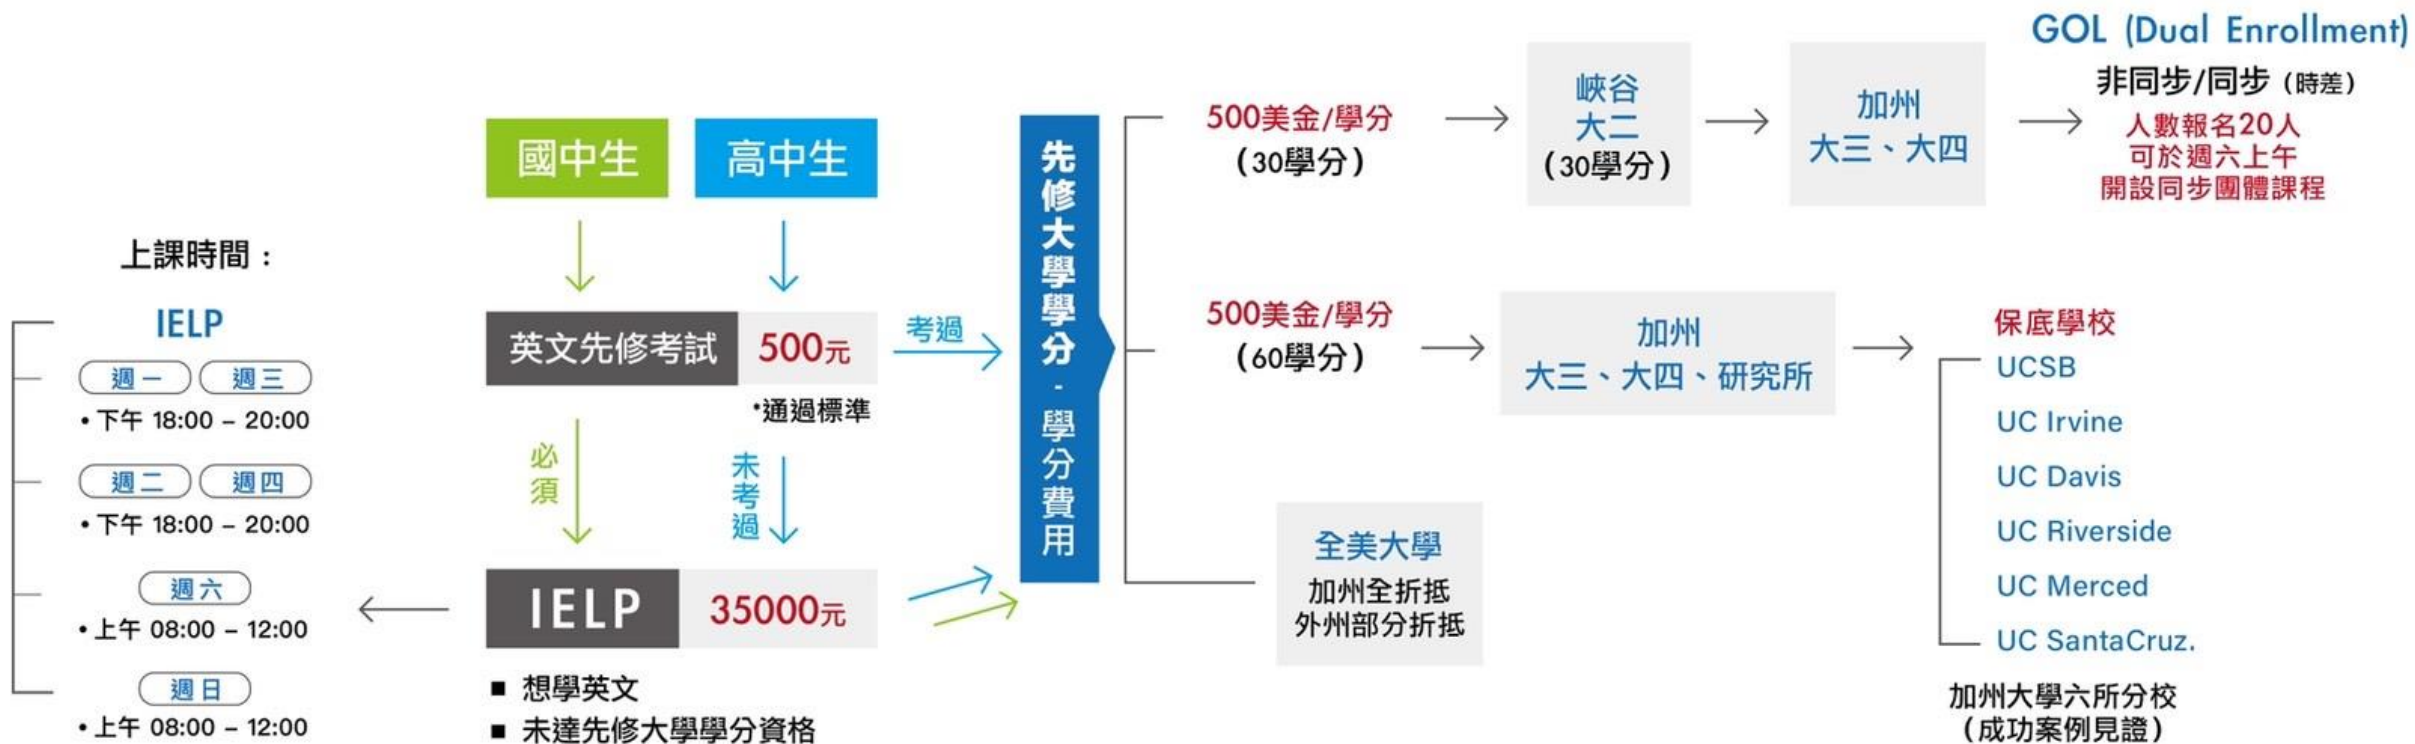 上課時間：
IELP
週一 週三
•下午 18:00 – 20:00
週二 週四
•下午 18:00 – 20:00
週六
•上午 08:00 – 12:00
週日
•上午 08:00 – 12:00
國中生
高中生
英文先修考試 500元
*通過標準
考過
必須
未考過
IELP 35000元
■ 想學英文
■ 未達先修大學學分資格
先修大學學分-學分費用
500美金/學分
(30學分)
峽谷
大二
(30學分)
加州
大三、大四
GOL (Dual Enrollment)
非同步/同步 (時差)
人數報名20人
可於週六上午
開設同步團體課程
500美金/學分
(60學分)
加州
大三、大四、研究所
保底學校
UCSB
UC Irvine
UC Davis
UC Riverside
UC Merced
UC SantaCruz.
加州大學六所分校
(成功案例見證)
全美大學
加州全折抵
外州部分折抵